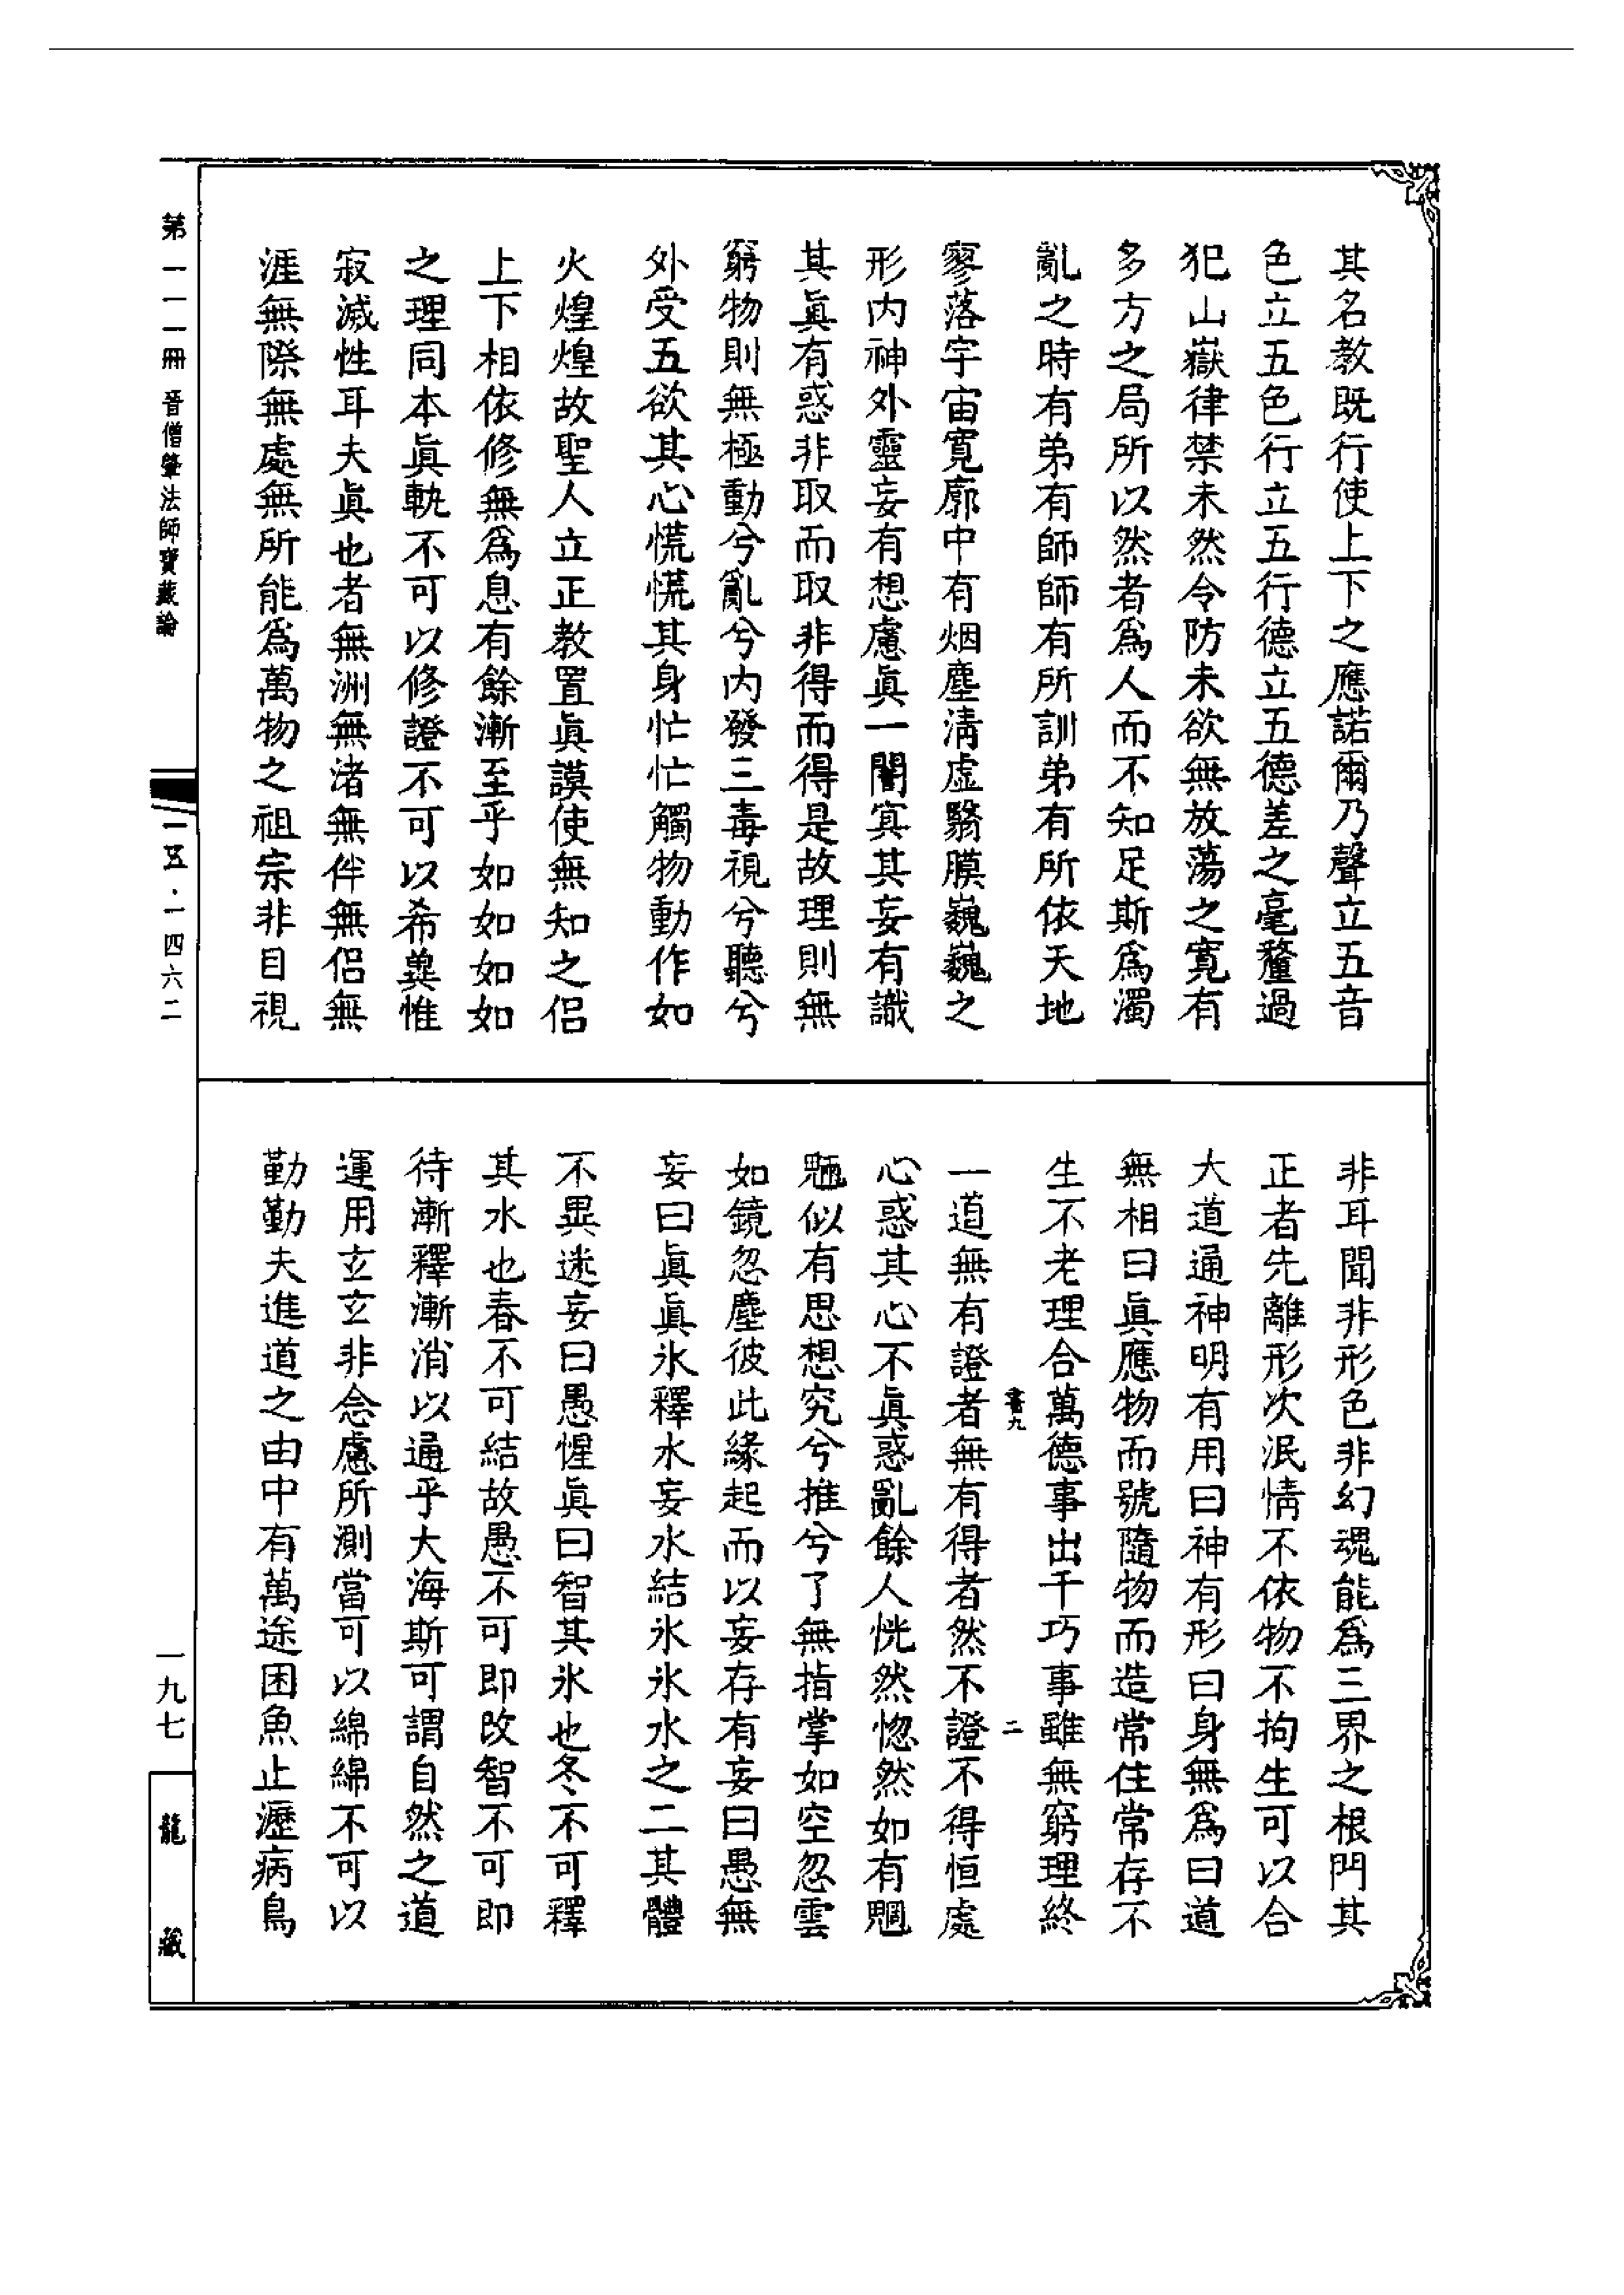 其名教既行使上下之應諾爾乃聲立五音
色立五色行立五行德立五德差之毫釐過
犯山嶽律禁未然令防未欲無放蕩之寬有
多方之局所以然者爲人而不知足斯爲濁
亂之時有弟有師師有所訓弟有所依天地
寥落宇宙寬廓中有烟塵淸虛翳膜巍巍之
形內神外靈妄有想慮眞一闇冥其妄有識
其眞有惑非取而取非得而得是故理則無
窮物則無極動兮亂兮內發三毒視兮聽兮
外受五欲其心慌慌其身忙忙觸物動作如
火煌煌故聖人立正教置眞謨使無知之侶
上下相依修無爲息有餘漸至乎如如如如
之理同本眞軌不可以修證不可以希兾惟
寂滅性耳夫眞也者無洲無渚無伴無侶無
涯無際無處無所能爲萬物之祖宗非目視
非耳聞非形色非幻魂能爲三界之根門其
正者先離形次泯情不依物不拘生可以合
大道通神明有用曰神有形曰身無爲曰道
無相曰眞應物而號隨物而造常住常存不
生不老理合萬德事出千巧事雖無窮理終
書九 二
一道無有證者無有得者然不證不得恒處
心惑其心不眞惑亂餘人恍然惚然如有魍
魎似有思想究兮推兮了無指掌如空忽雲
如鏡忽塵彼此緣起而以妄存有妄曰愚無
妄曰眞眞氷釋水妄水結氷氷水之二其體
不異迷妄曰愚惺眞曰智其氷也冬不可釋
其水也春不可結故愚不可即改智不可即
待漸釋漸消以通乎大海斯可謂自然之道
運用玄玄非念慮所測當可以綿綿不可以
勤勤夫進道之由中有萬途困魚止瀝病鳥
第一一一冊 晉僧肇法師寶藏論
一五·一四六二
一九七
龍藏